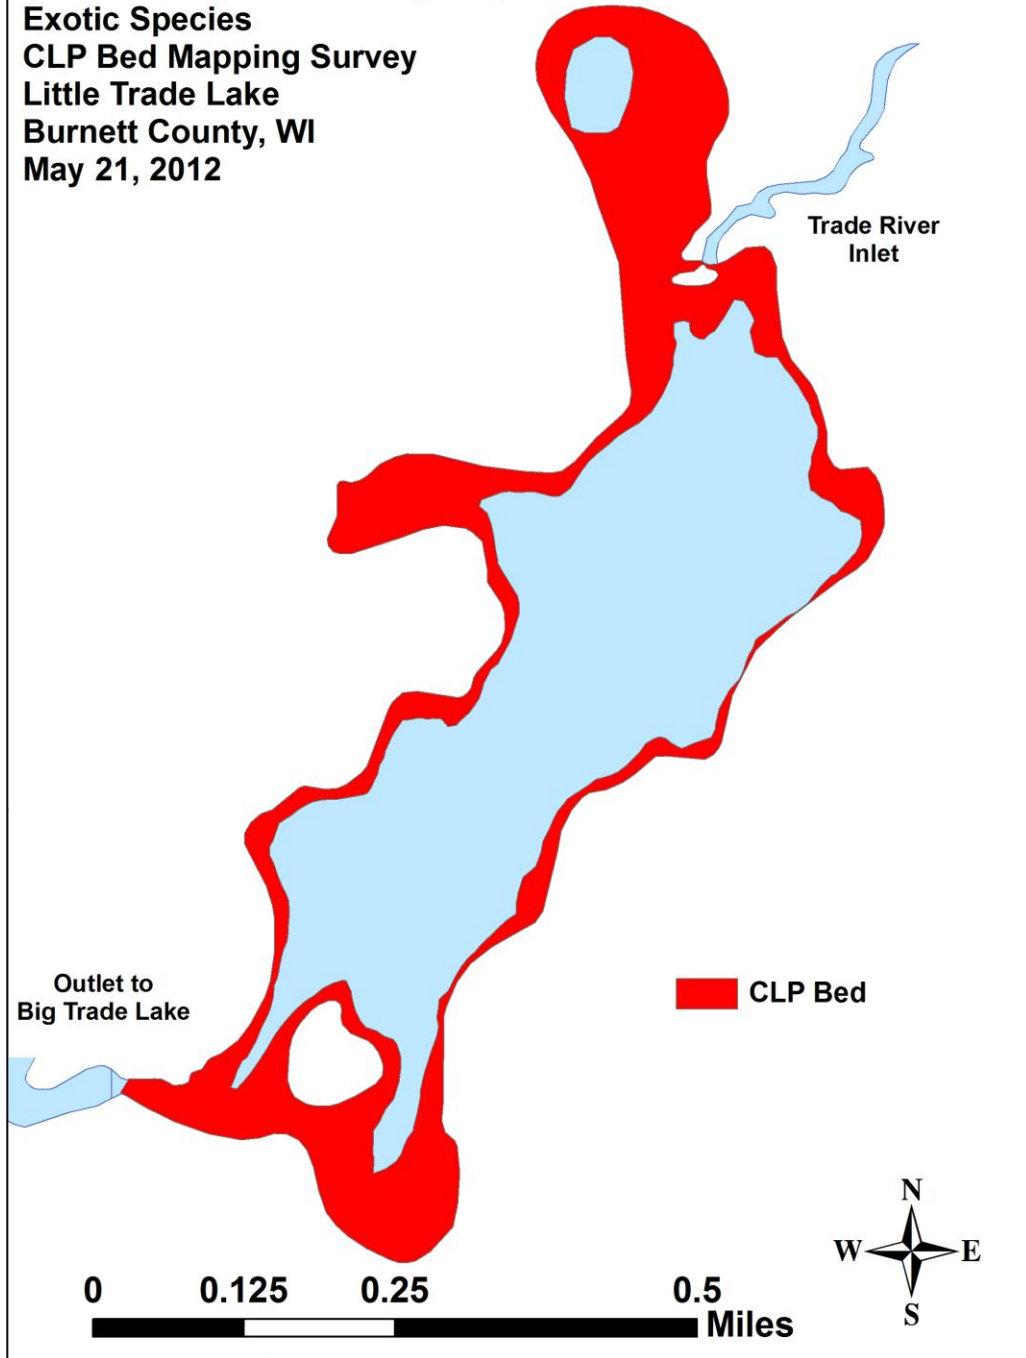 Exotic Species
CLP Bed Mapping Survey
Little Trade Lake
Burnett County, WI
May 21, 2012
Trade River
Inlet
Outlet to
Big Trade Lake
CLP Bed
N
W E
S
0 0.125 0.25 0.5
Miles